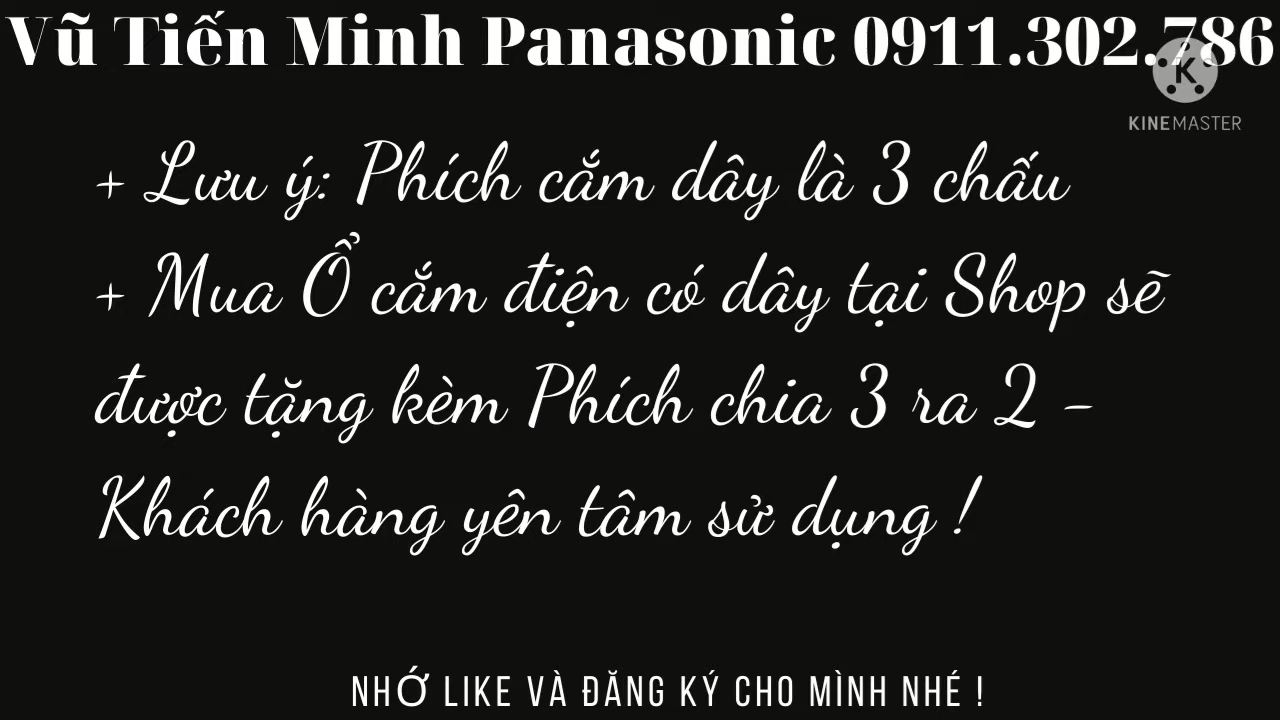 Vũ Tiến Minh Panasonic 0911.302.786
KINEMASTER
+ Lưu ý: Phích cắm dây là 3 chấu
+ Mua Ổ cắm điện có dây tại Shop sẽ
được tặng kèm Phích chia 3 ra 2 -
Khách hàng yên tâm sử dụng !
NHỚ LIKE VÀ ĐĂNG KÝ CHO MÌNH NHÉ !